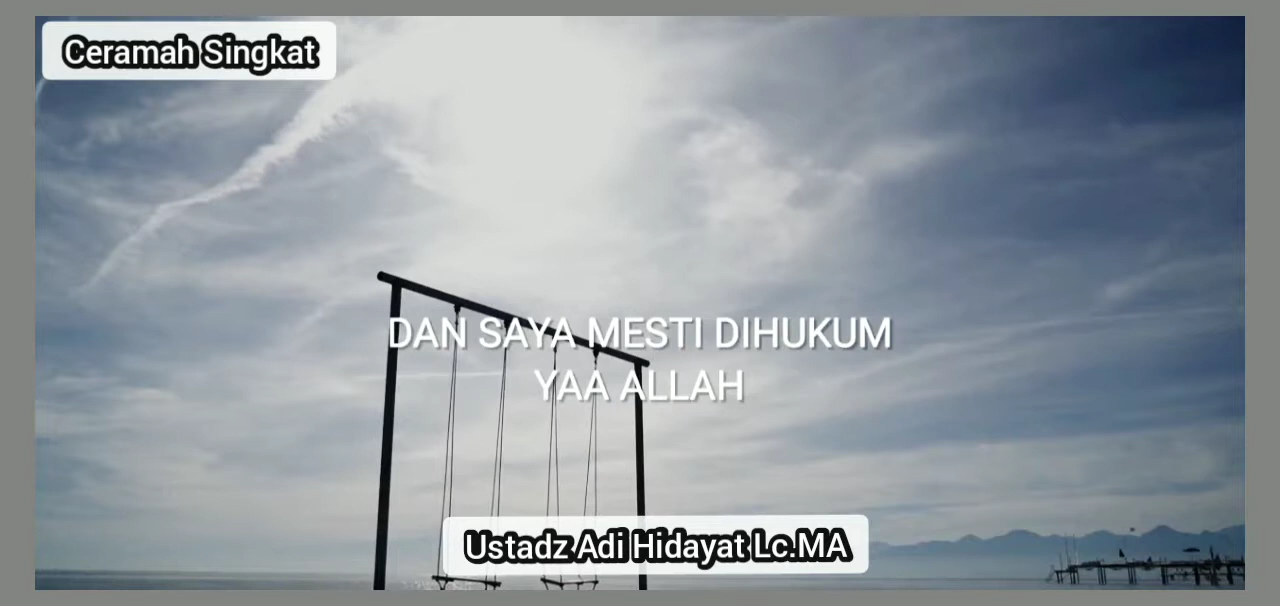 Ceramah Singkat
DAN SAYA MESTI DIHUKUM
YAA ALLAH
Ustadz Adi Hidayat Lc.MA